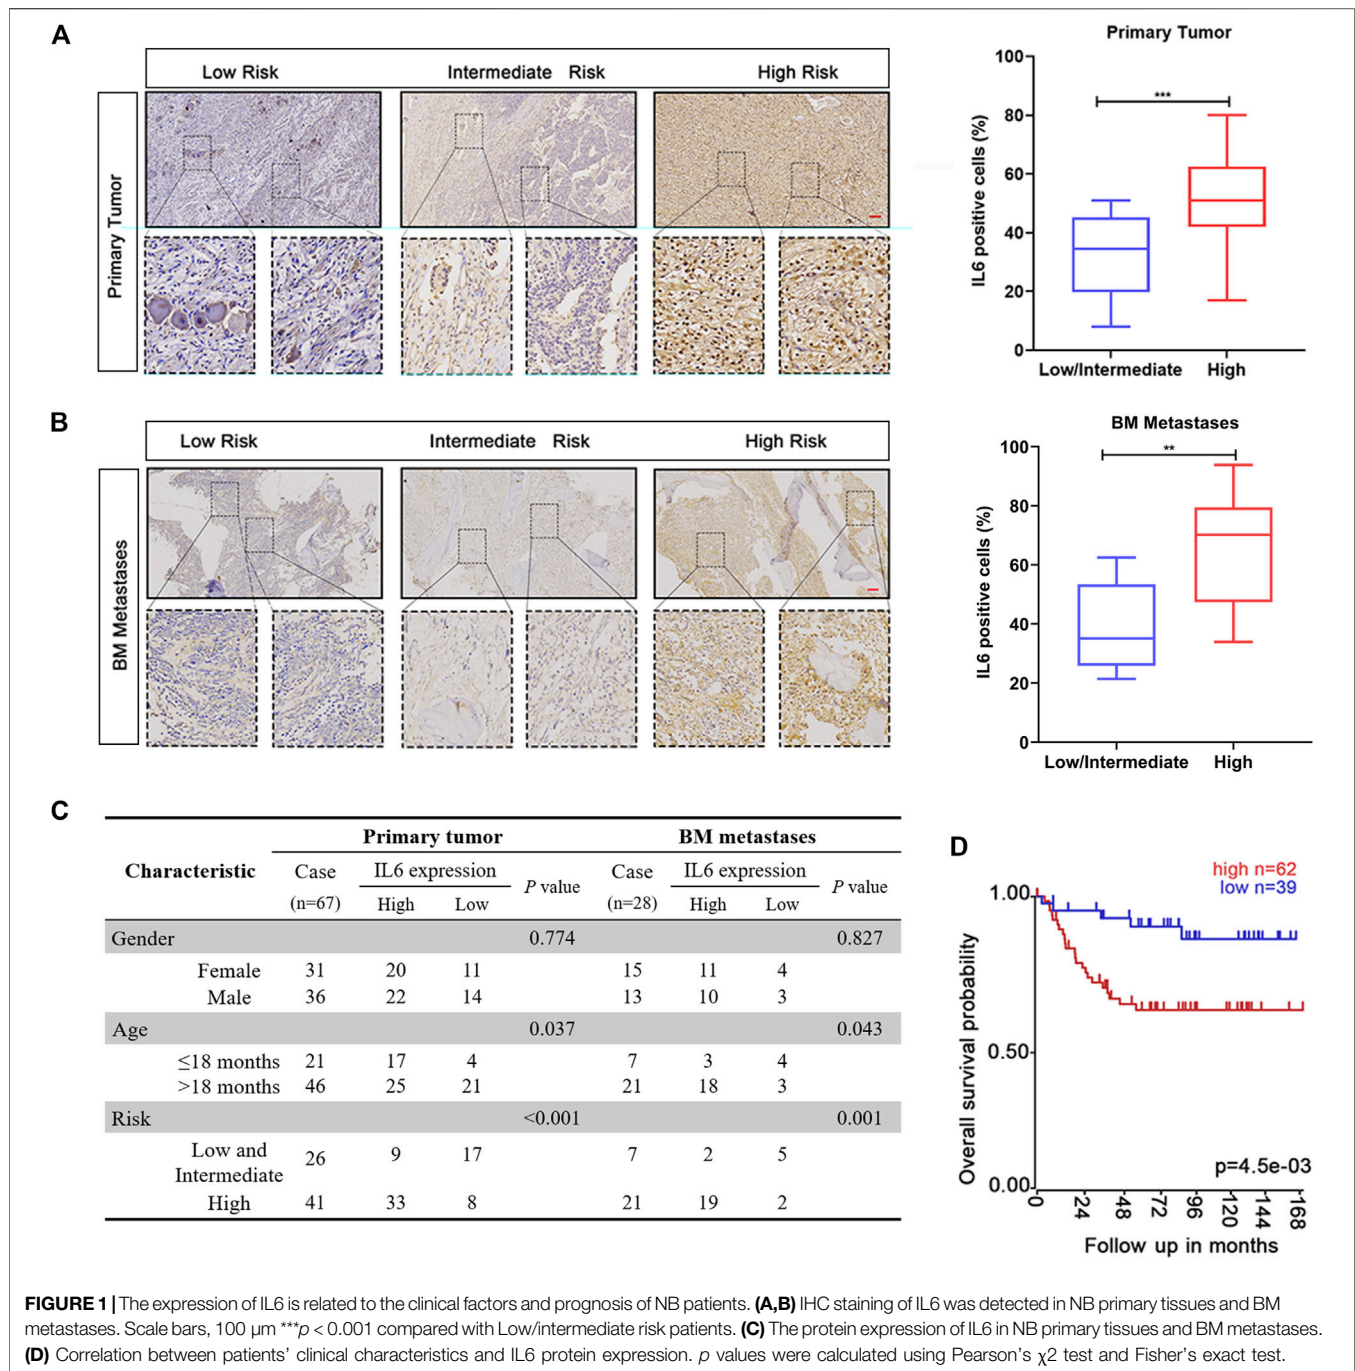 A
Low Risk
Intermediate Risk
High Risk
Primary Tumor
Primary Tumor
IL6 positive cells (%)
100
80
60
40
20
0
***
Low/Intermediate
High
B
Low Risk
Intermediate Risk
High Risk
BM Metastases
BM Metastases
IL6 positive cells (%)
100
80
60
40
20
0
**
Low/Intermediate
High
C
Primary tumor BM metastases
Characteristic Case IL6 expression P value Case IL6 expression P value
(n=67) High Low (n=28) High Low
Gender 0.774 0.827
Female 31 20 11 15 11 4
Male 36 22 14 13 10 3
Age 0.037 0.043
≤18 months 21 17 4 7 3 4
>18 months 46 25 21 21 18 3
Risk <0.001 0.001
Low and Intermediate 26 9 17 7 2 5
High 41 33 8 21 19 2
D
high n=62
low n=39
Overall survival probability
1.00
0.50
0.00
p=4.5e-03
0 24 48 72 96 120 144 168
Follow up in months
FIGURE 1 | The expression of IL6 is related to the clinical factors and prognosis of NB patients. (A,B) IHC staining of IL6 was detected in NB primary tissues and BM
metastases. Scale bars, 100 μm ***p < 0.001 compared with Low/intermediate risk patients. (C) The protein expression of IL6 in NB primary tissues and BM metastases.
(D) Correlation between patients' clinical characteristics and IL6 protein expression. p values were calculated using Pearson's χ2 test and Fisher's exact test.